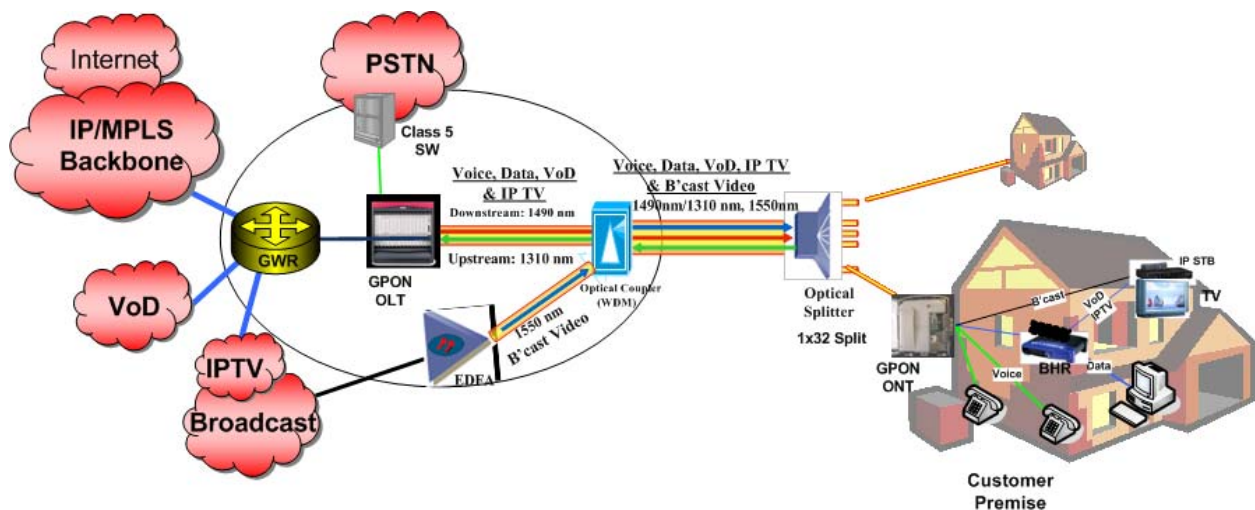 Internet
IP/MPLS
Backbone
PSTN
Class 5
SW
Voice, Data, VoD
& IP TV
Downstream: 1490 nm
Upstream: 1310 nm
GWR
GPON
OLT
VoD
IPTV
Broadcast
EDFA
1550 nm
B'cast Video
Voice, Data, VoD, IP TV
& B'cast Video
1490nm/1310 nm, 1550nm
Optical Coupler
(WDM)
Optical
Splitter
1x32 Split
GPON
ONT
B'cast
VoD
IPTV
IP STB
TV
BHR
Voice
Data
Customer
Premise